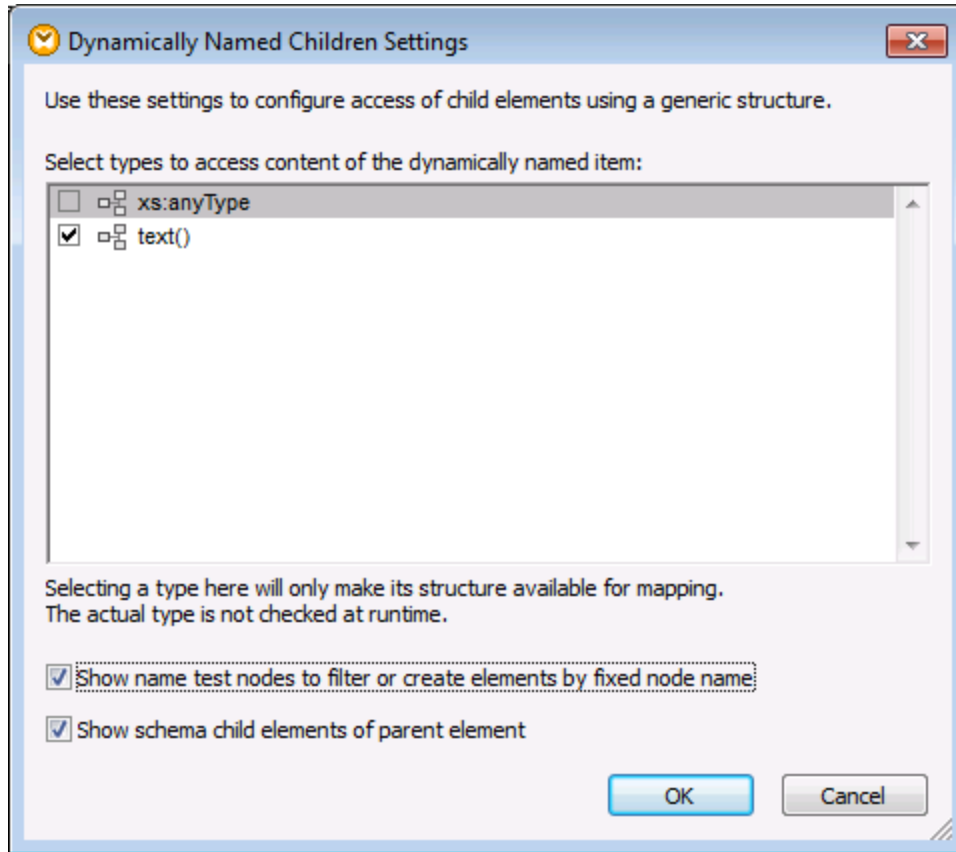 Dynamically Named Children Settings
Use these settings to configure access of child elements using a generic structure.
Select types to access content of the dynamically named item:
xs:anyType
text()
Selecting a type here will only make its structure available for mapping.
The actual type is not checked at runtime.
Show name test nodes to filter or create elements by fixed node name
Show schema child elements of parent element
OK Cancel